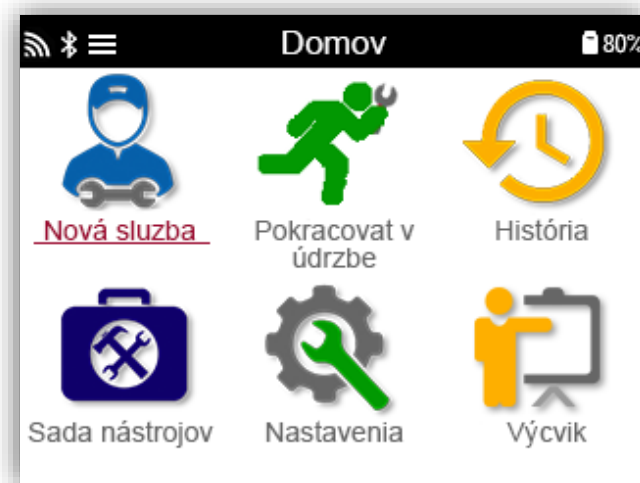 Domov
80%
Nová sluzba
Pokracovat v
údrzbe
História
Sada nástrojov
Nastavenia
Výcvik